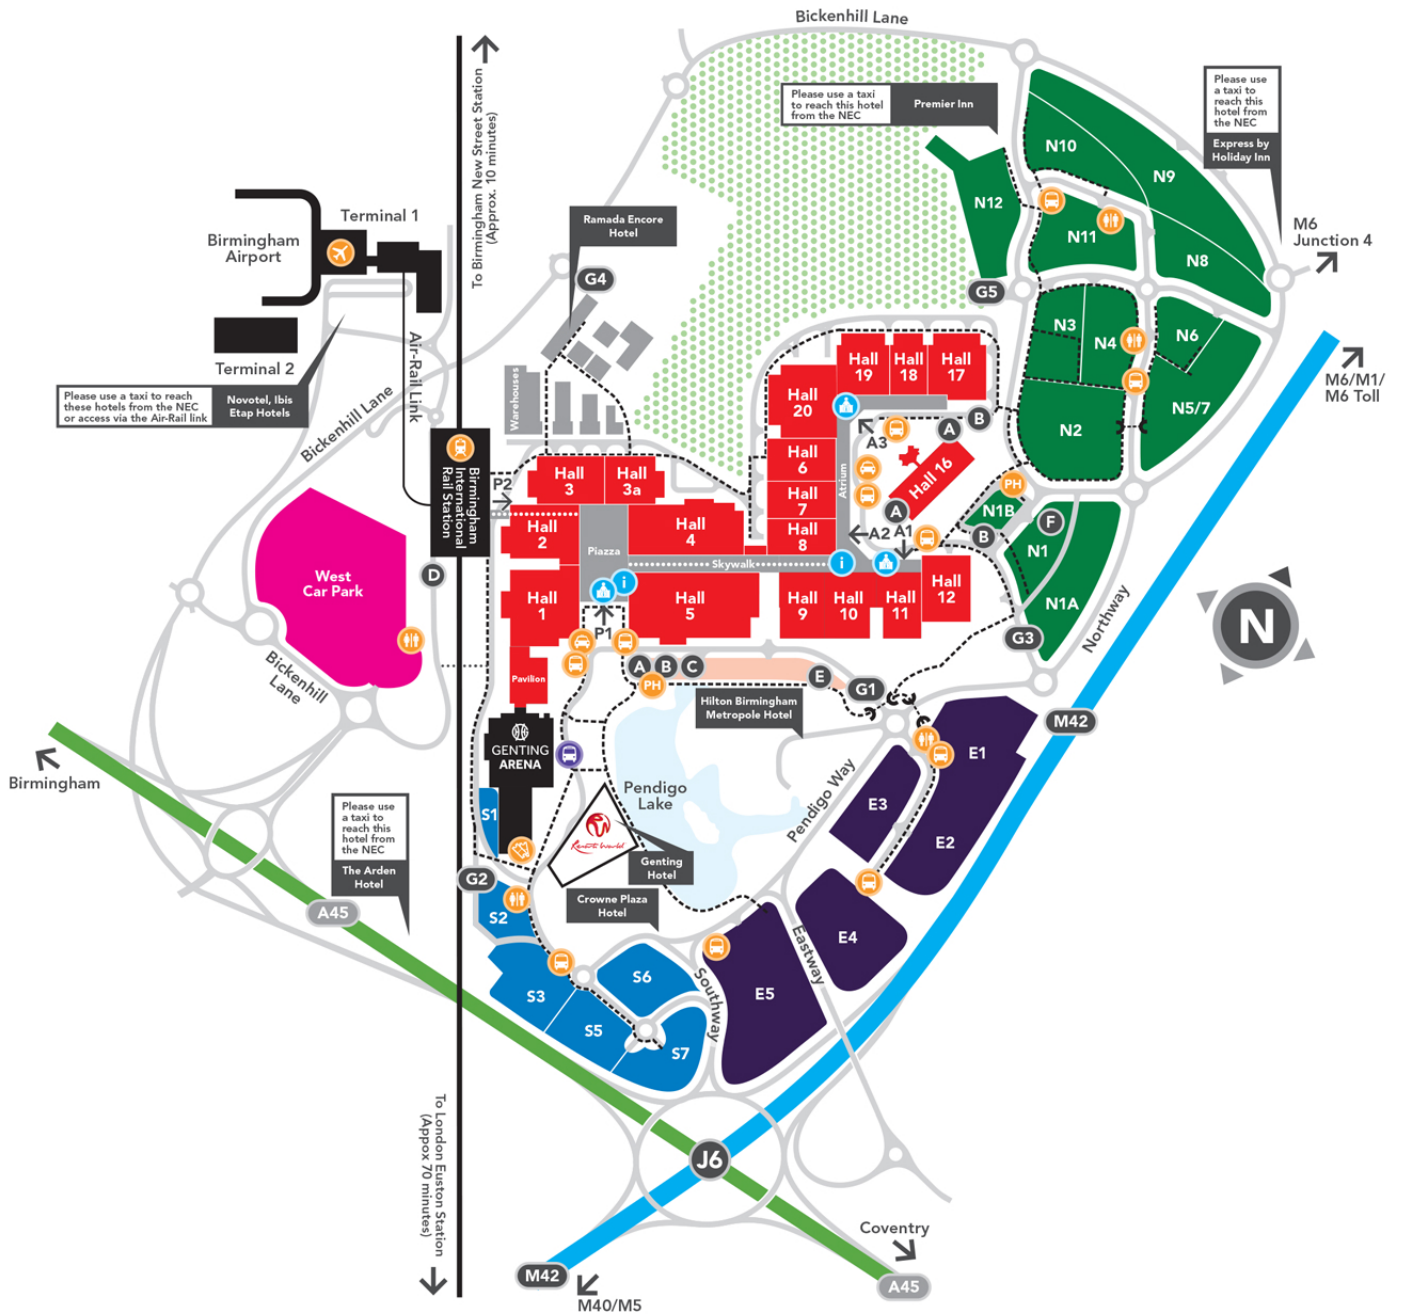 Bickenhill Lane
To Birmingham New Street Station
(Approx. 10 minutes)
Please use a taxi
to reach this hotel
from the NEC
Premier Inn
Please use
a taxi to
reach this
hotel from
the NEC
Express by
Holiday Inn
N10
N9
N12
N11
N8
M6
Junction 4
Terminal 1
Birmingham
Airport
Terminal 2
Ramada Encore
Hotel
G4
G5
N3
N4
N6
N5/7
N2
M6/M1/
M6 Toll
Air-Rail Link
Please use a taxi to reach
these hotels from the NEC
or access via the Air-Rail link
Novotel, Ibis
Etap Hotels
Bickenhill Lane
Warehouses
Hall
19
Hall
18
Hall
17
Hall
20
A3
A
B
Hall
6
Hall
7
Hall
8
Atrium
Hall 16
A
A2
A1
PH
N1B
B
F
N1
N1A
G3
Northway
N
Birmingham
International
Rail Station
P2
Hall
3
Hall
3a
Hall
2
Hall
4
Piazza
Skywalk
i
i
Hall
1
Hall
5
Hall
9
Hall
10
Hall
11
Hall
12
P1
D
West
Car Park
Bickenhill
Lane
Pavilion
A
B
C
PH
E
G1
Hilton Birmingham
Metropole Hotel
M42
GENTING
ARENA
Pendigo
Lake
Pendigo Way
E1
E3
E2
Birmingham
Please use
a taxi to
reach this
hotel from
the NEC
The Arden
Hotel
S1
Resorts World
Genting
Hotel
Crowne Plaza
Hotel
G2
S2
A45
E4
Eastway
S3
S6
Southway
E5
S5
S7
To London Euston Station
(Appox 70 minutes)
J6
Coventry
M42
M40/M5
A45